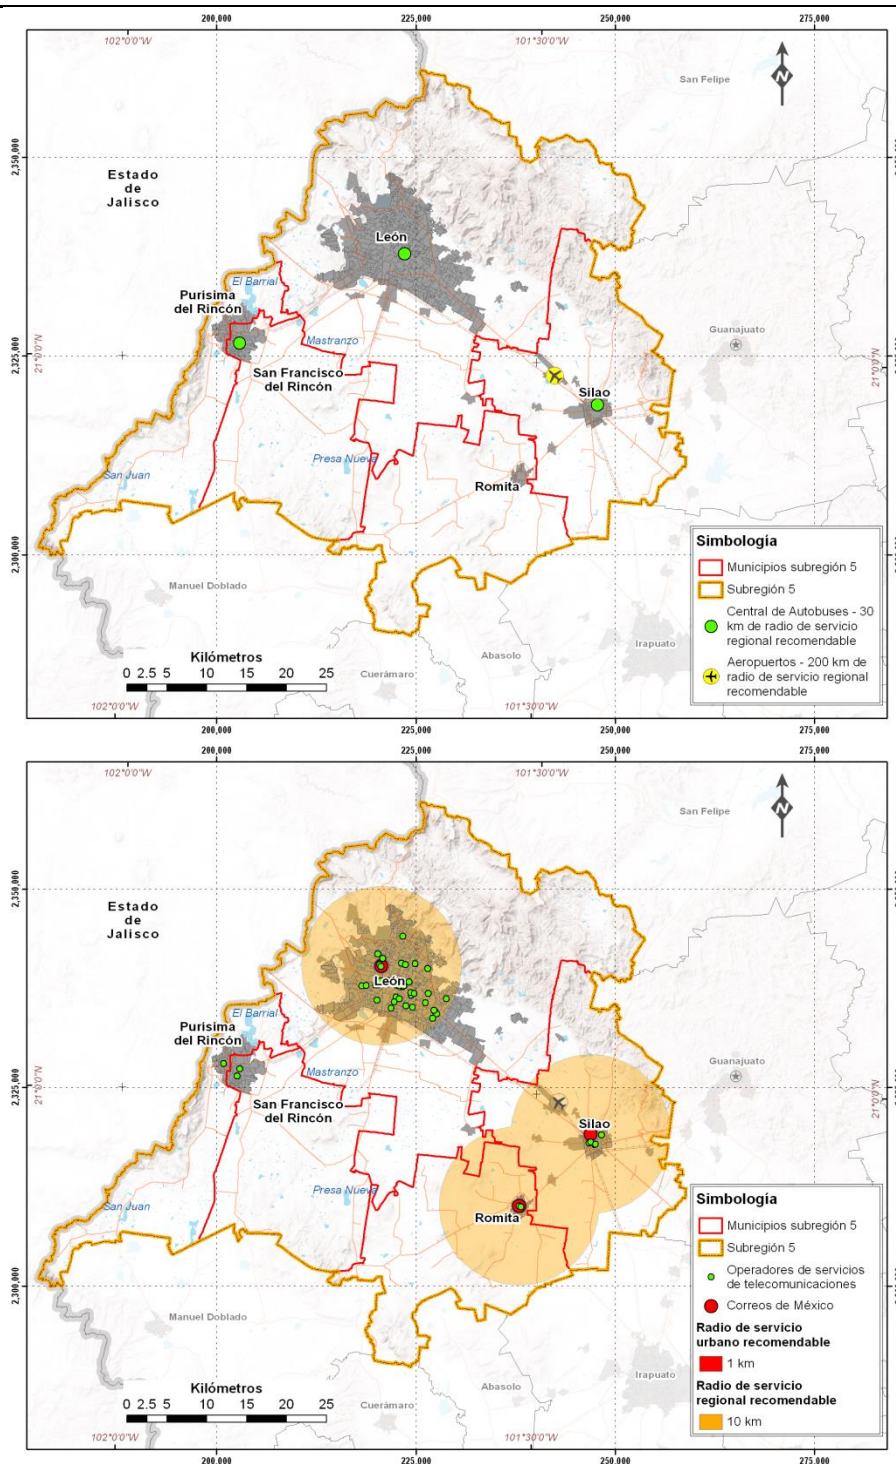 200,000
225,000
250,000
275,000
102°0'0"W
101°30'0"W
San Felipe
2,350,000
Estado
de
Jalisco
León
El Barrial
Purísima
del Rincón
Guanajuato
Mastranzo
2,325,000
21°0'0"N
21°0'0"N
San Francisco
del Rincón
Silao
Presa Nueva
San Juan
Romita
2,300,000
Manuel Doblado
Irapuato
Abasolo
Cuerámaro
Kilómetros
0 2.5 5 10 15 20 25
Simbología
Municipios subregión 5
Subregión 5
Central de Autobuses - 30
km de radio de servicio
regional recomendable
Aeropuertos - 200 km de
radio de servicio regional
recomendable
102°0'0"W
101°30'0"W
200,000
225,000
250,000
275,000
200,000
225,000
250,000
275,000
102°0'0"W
101°30'0"W
San Felipe
2,350,000
Estado
de
Jalisco
León
El Barrial
Purísima
del Rincón
Guanajuato
Mastranzo
2,325,000
21°0'0"N
21°0'0"N
San Francisco
del Rincón
Silao
Presa Nueva
San Juan
Romita
2,300,000
Manuel Doblado
Irapuato
Abasolo
Cuerámaro
Kilómetros
0 2.5 5 10 15 20 25
Simbología
Municipios subregión 5
Subregión 5
Operadores de servicios
de telecomunicaciones
Correos de México
Radio de servicio
urbano recomendable
1 km
Radio de servicio
regional recomendable
10 km
102°0'0"W
101°30'0"W
200,000
225,000
250,000
275,000